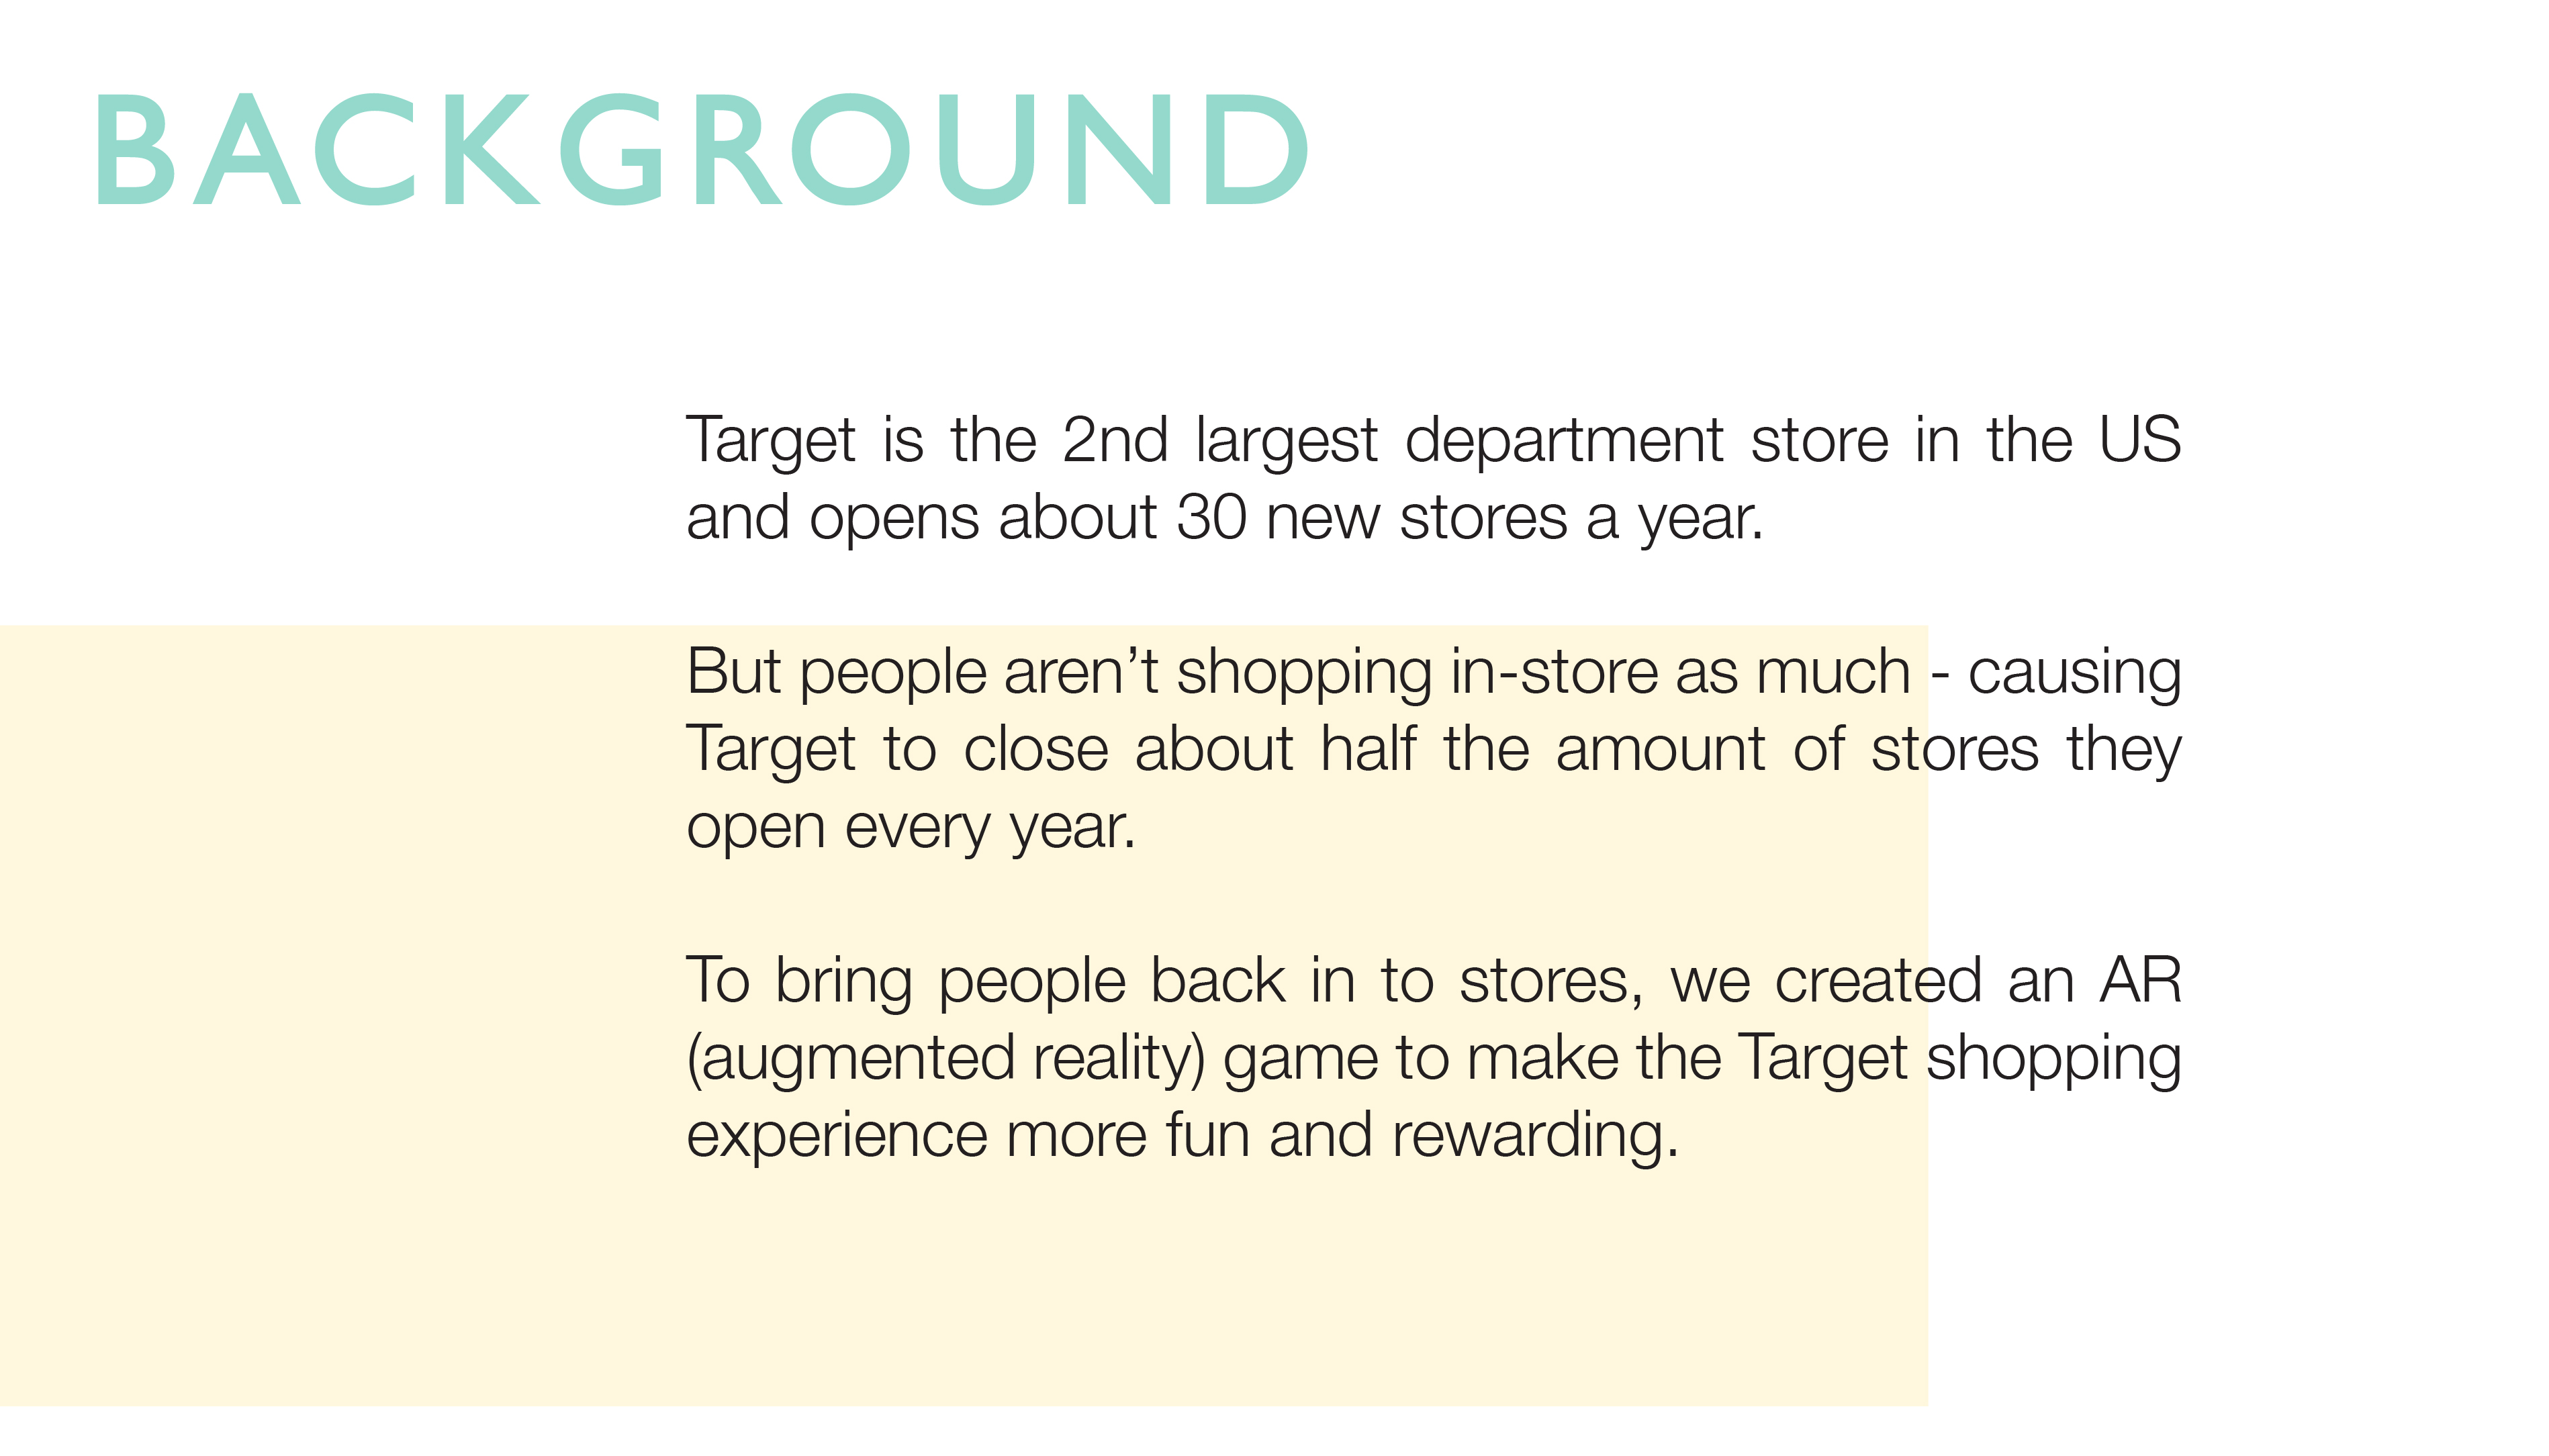 BACKGROUND
Target is the 2nd largest department store in the US
and opens about 30 new stores a year.
But people aren’t shopping in-store as much - causing
Target to close about half the amount of stores they
open every year.
To bring people back in to stores, we created an AR
(augmented reality) game to make the Target shopping
experience more fun and rewarding.